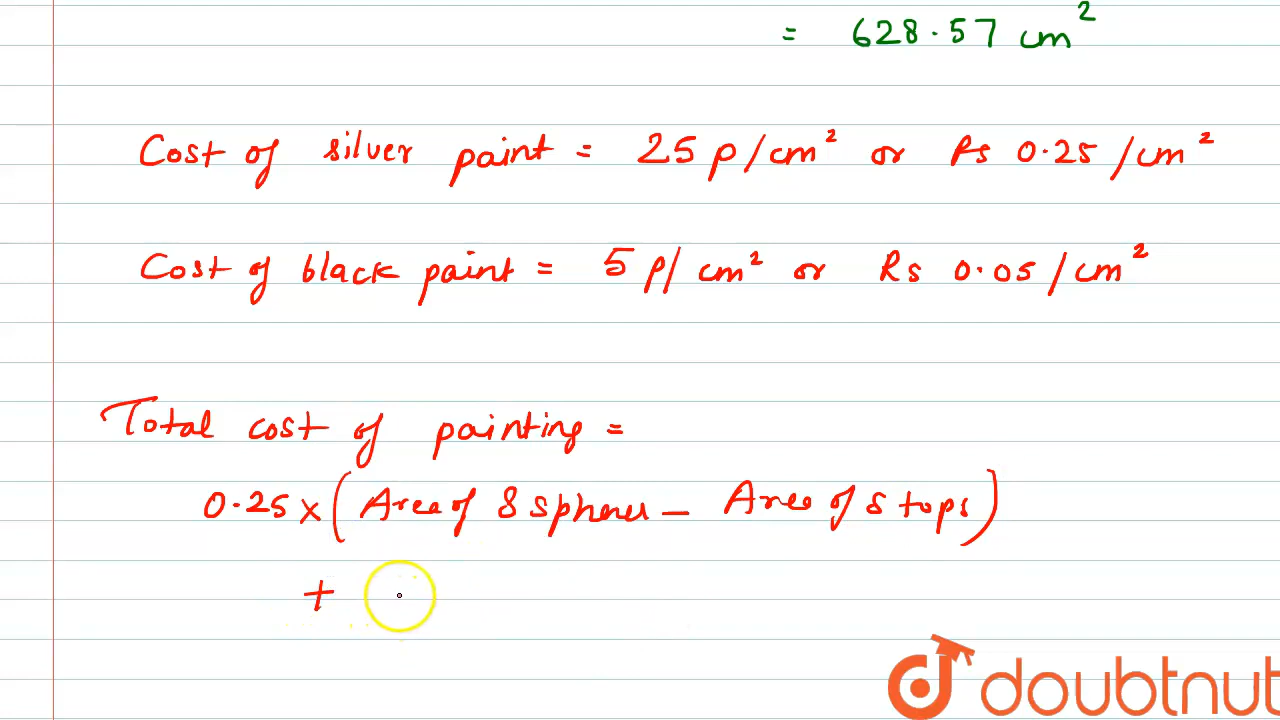 = 628.57 cm²
Cost of silver paint = 25 p/cm² or Rs 0.25/cm²
Cost of black paint = 5 p/cm² or Rs 0.05/cm²
Total cost of painting =
0.25 × (Area of 8 spheres – Area of 8 tops)
+
doubtnut